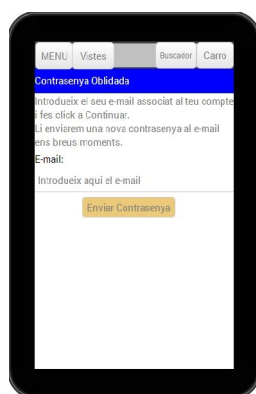 MENU Vistes Buscador Carro
Contrasenya Oblidada
Introdueix el seu e-mail associat al teu compte
i fes click a Continuar.
Li enviarem una nova contrasenya al e-mail
ens breus moments.
E-mail:
Introdueix aqui el e-mail
Enviar Contrasenya